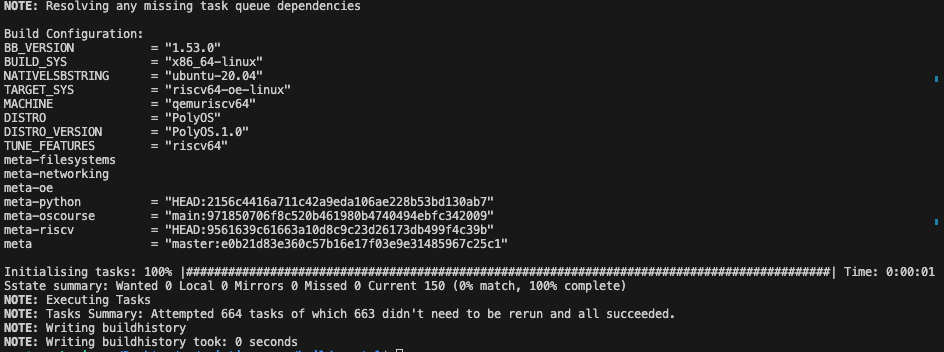 NOTE: Resolving any missing task queue dependencies
Build Configuration:
BB_VERSION = "1.53.0"
BUILD_SYS = "x86_64-linux"
NATIVELSBSTRING = "ubuntu-20.04"
TARGET_SYS = "riscv64-oe-linux"
MACHINE = "qemuriscv64"
DISTRO = "PolyOS"
DISTRO_VERSION = "PolyOS.1.0"
TUNE_FEATURES = "riscv64"
meta-filesystems
meta-networking
meta-oe
meta-python = "HEAD:2156c4416a711c42a9eda106ae228b53bd130ab7"
meta-oscourse = "main:971850706f8c520b461980b4740494ebfc342009"
meta-riscv = "HEAD:9561639c61663a10d8c9c23d26173db499f4c39b"
meta = "master:e0b21d83e360c57b16e17f03e9e31485967c25c1"
Initialising tasks: 100% |############################################################################################| Time: 0:00:01
Sstate summary: Wanted 0 Local 0 Mirrors 0 Missed 0 Current 150 (0% match, 100% complete)
NOTE: Executing Tasks
NOTE: Tasks Summary: Attempted 664 tasks of which 663 didn't need to be rerun and all succeeded.
NOTE: Writing buildhistory
NOTE: Writing buildhistory took: 0 seconds